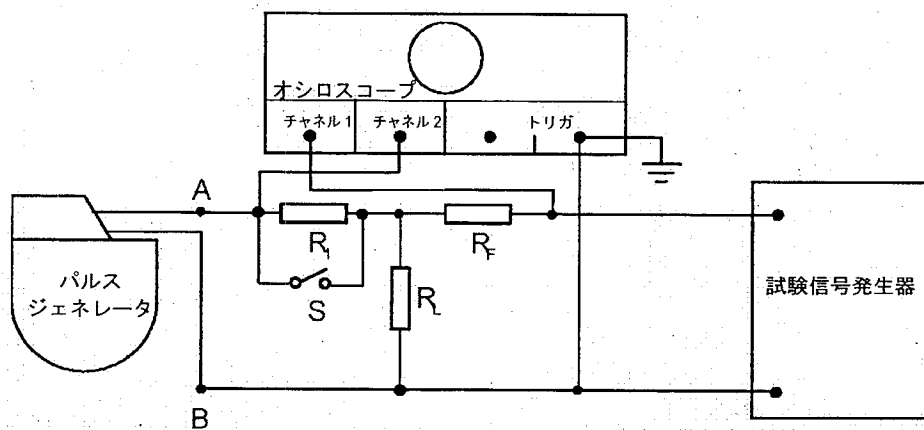 オシロスコープ
チャネル1
チャネル2
トリガ
A
R1
RF
S
RL
パルス
ジェネレータ
試験信号発生器
B